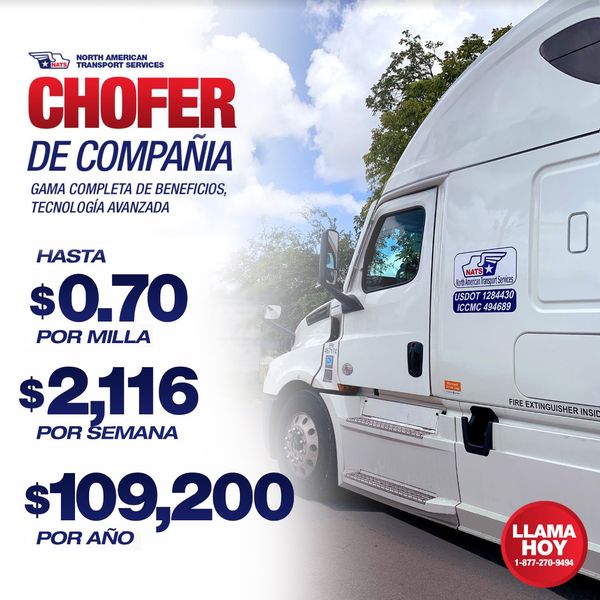 NATS
NORTH AMERICAN
TRANSPORT SERVICES
CHOFER
DE COMPAÑIA
GAMA COMPLETA DE BENEFICIOS,
TECNOLOGÍA AVANZADA
HASTA
$0.70
POR MILLA
$2,116
POR SEMANA
$109,200
POR AÑO
NATS
North American Transport Services
USDOT 1284430
ICCMC 494689
FIRE EXTINGUISHER INSID
LLAMA
HOY
1-877-270-9494